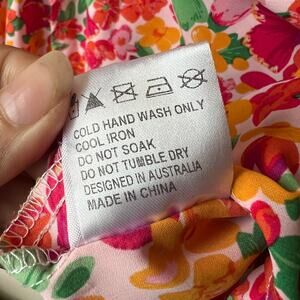 COLD HAND WASH ONLY
COOL IRON
DO NOT SOAK
DO NOT TUMBLE DRY
DESIGNED IN AUSTRALIA
MADE IN CHINA